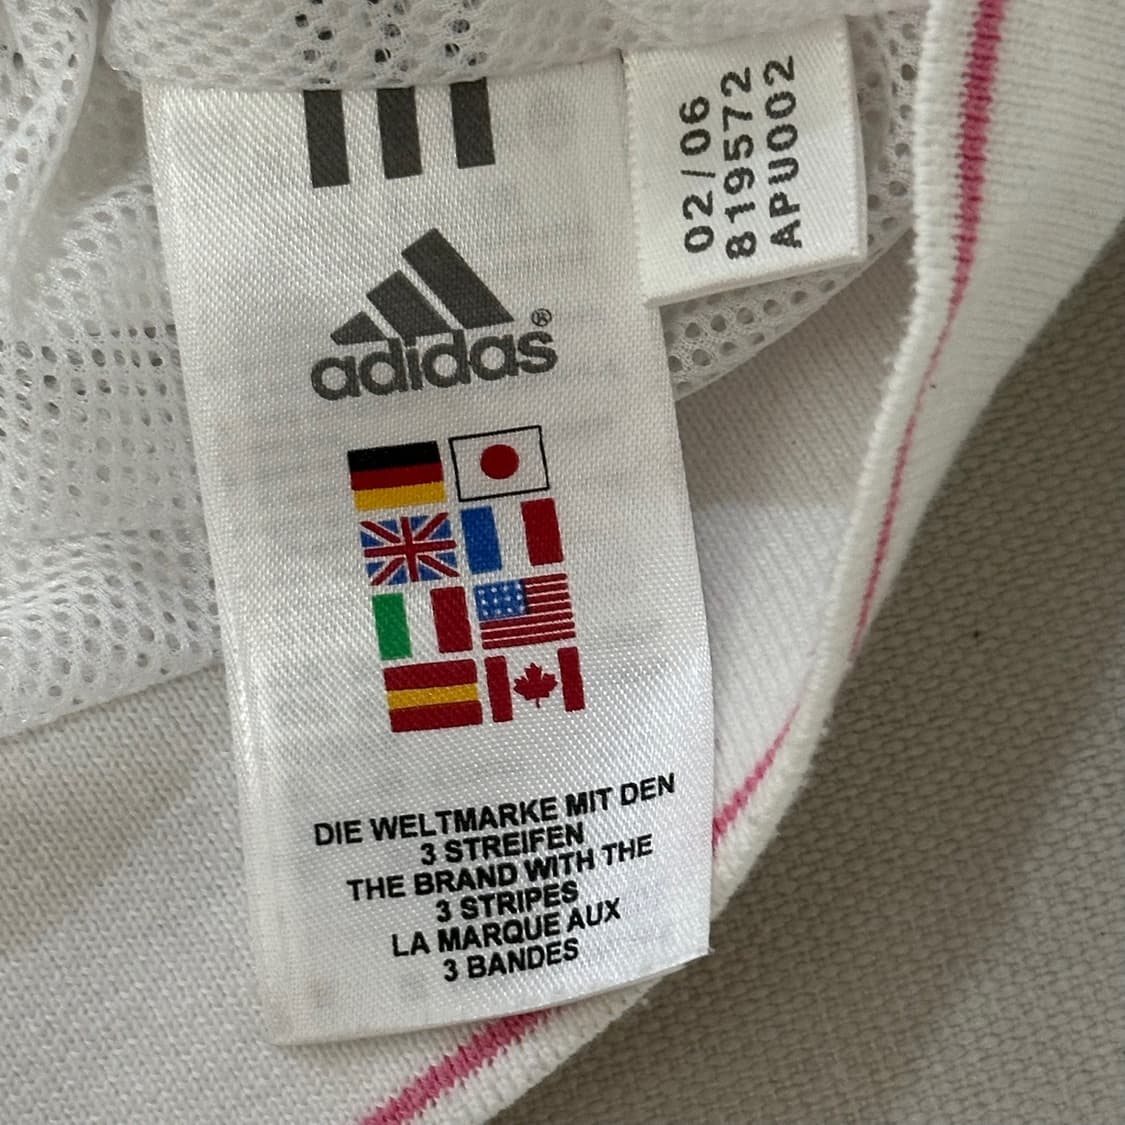 02/06
819572
APU002
adidas®
DIE WELTMARKE MIT DEN
3 STREIFEN
THE BRAND WITH THE
3 STRIPES
LA MARQUE AUX
3 BANDES